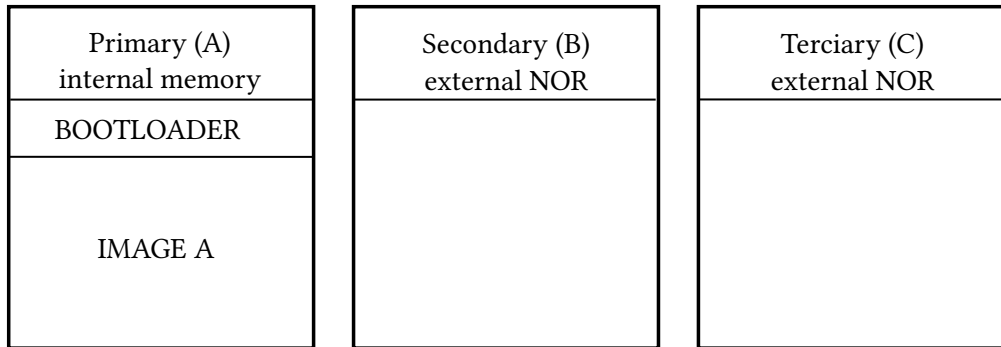 Primary (A)
internal memory
BOOTLOADER
IMAGE A
Secondary (B)
external NOR
Terciary (C)
external NOR